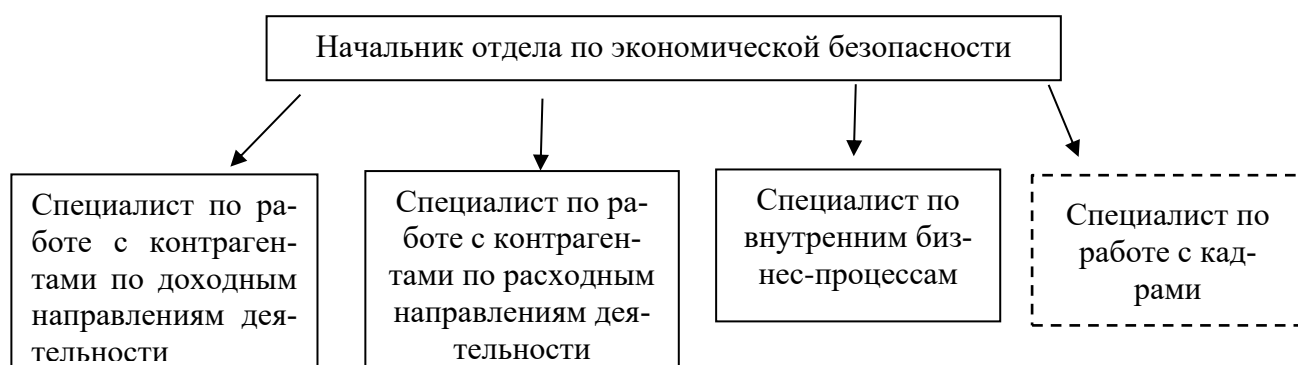 Начальник отдела по экономической безопасности
Специалист по ра-
боте с контраген-
тами по доходным
направлениям дея-
тельности
Специалист по ра-
боте с контраген-
тами по расходным
направлениям дея-
тельности
Специалист по
внутренним биз-
нес-процессам
Специалист по
работе с кад-
рами